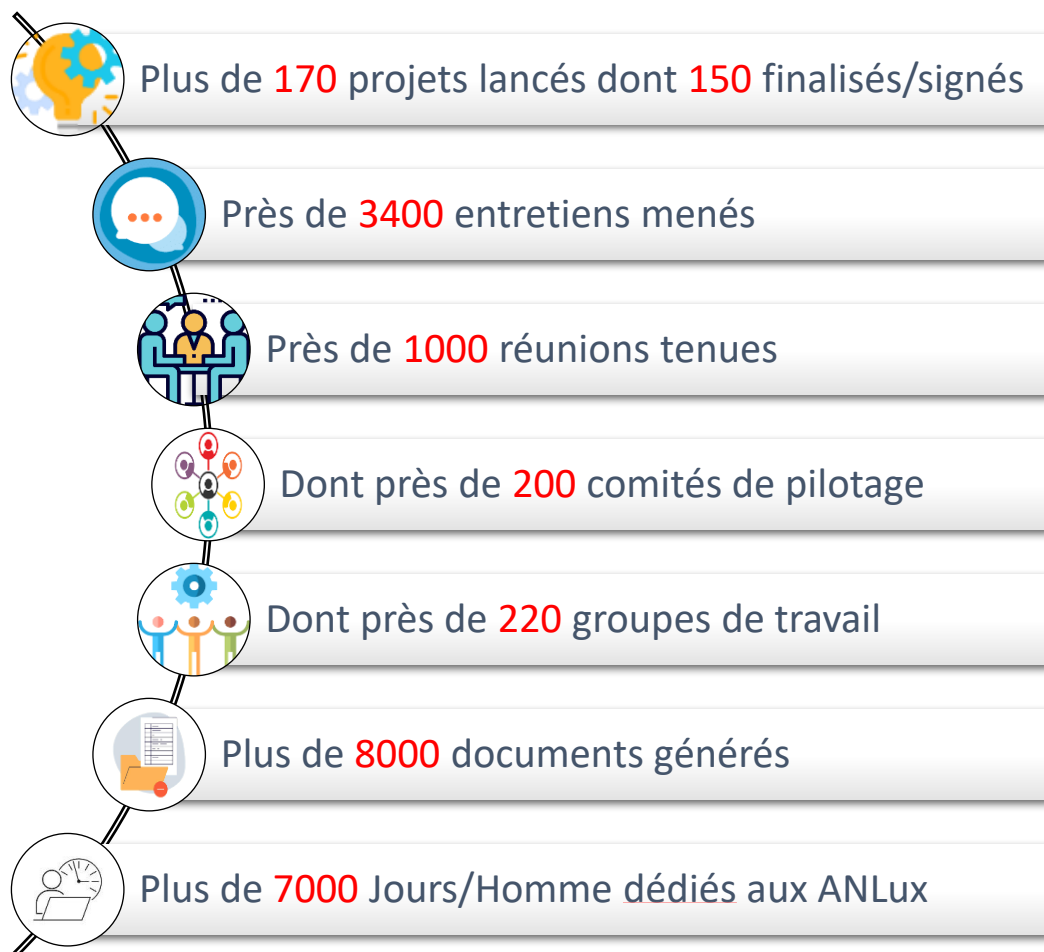 Plus de 170 projets lancés dont 150 finalisés/signés
Près de 3400 entretiens menés
Près de 1000 réunions tenues
Dont près de 200 comités de pilotage
Dont près de 220 groupes de travail
Plus de 8000 documents générés
Plus de 7000 Jours/Homme dédiés aux ANLux